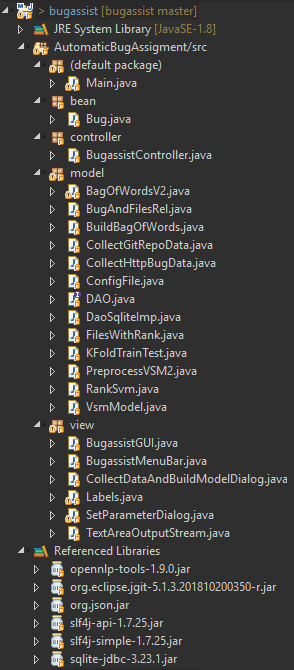 > bugassist [bugassist master]
JRE System Library [JavaSE-1.8]
AutomaticBugAssigment/src
(default package)
Main.java
bean
Bug.java
controller
BugassistController.java
model
BagOfWordsV2.java
BugAndFilesRel.java
BuildBagOfWords.java
CollectGitRepoData.java
CollectHttpBugData.java
ConfigFile.java
DAO.java
DaoSqliteImp.java
FilesWithRank.java
KFoldTrainTest.java
PreprocessVSM2.java
RankSvm.java
VsmModel.java
view
BugassistGUI.java
BugassistMenuBar.java
CollectDataAndBuildModelDialog.java
Labels.java
SetParameterDialog.java
TextAreaOutputStream.java
Referenced Libraries
opennlp-tools-1.9.0.jar
org.eclipse.jgit-5.1.3.201810200350-r.jar
org.json.jar
slf4j-api-1.7.25.jar
slf4j-simple-1.7.25.jar
sqlite-jdbc-3.23.1.jar